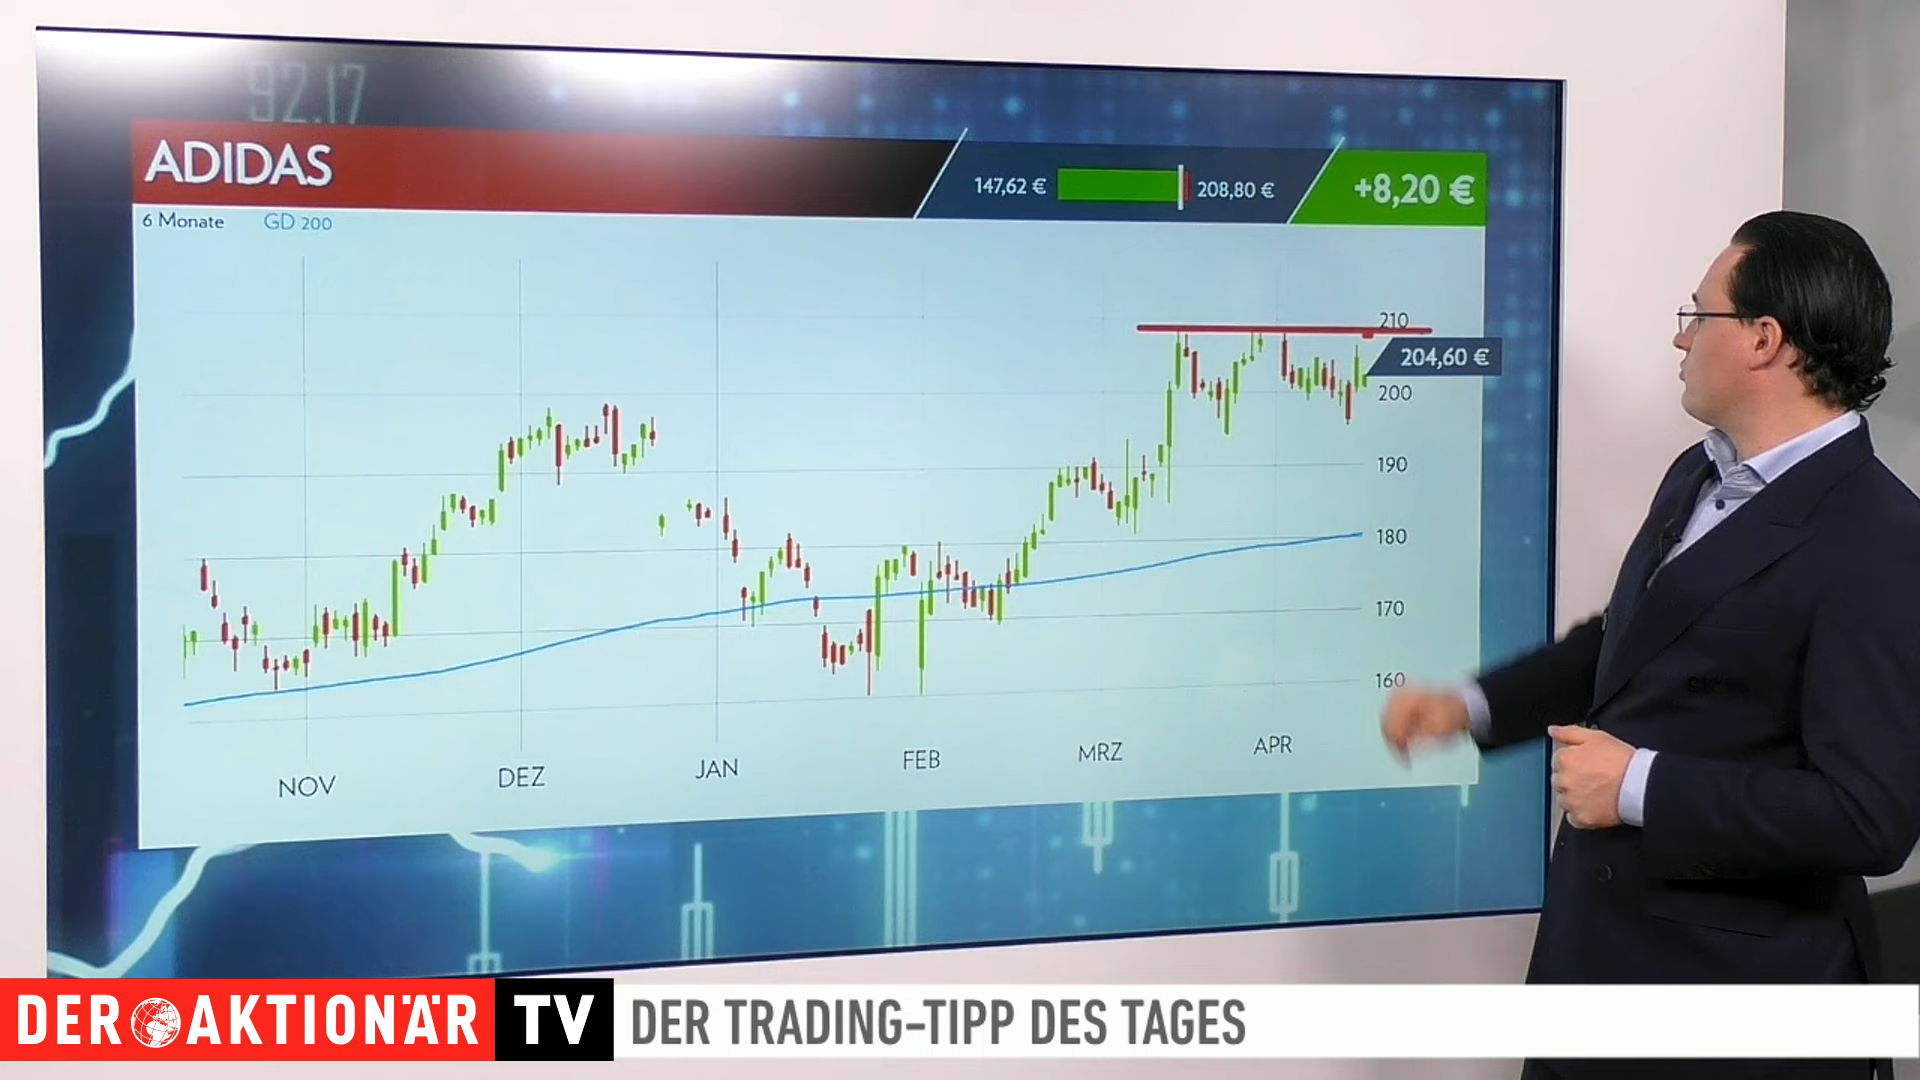 92.17
ADIDAS
147,62 € 208,80 € +8,20 €
6 Monate GD 200
210
204,60 €
200
190
180
170
160
NOV DEZ JAN FEB MRZ APR
DER AKTIONÄR TV DER TRADING-TIPP DES TAGES